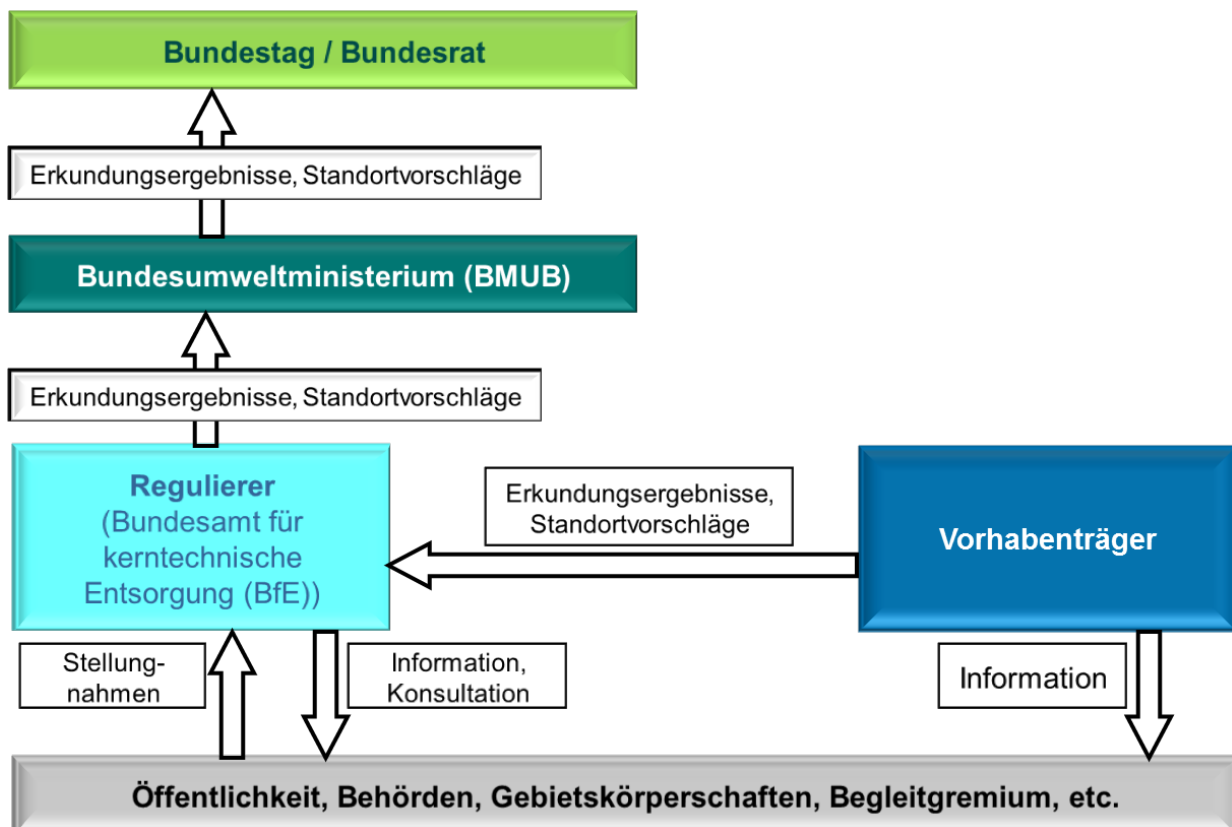 Bundestag / Bundesrat
Erkundungsergebnisse, Standortvorschläge
Bundesumweltministerium (BMUB)
Erkundungsergebnisse, Standortvorschläge
Regulierer
(Bundesamt für
kerntechnische
Entsorgung (BfE))
Erkundungsergebnisse,
Standortvorschläge
Vorhabenträger
Stellung-
nahmen
Information,
Konsultation
Information
Öffentlichkeit, Behörden, Gebietskörperschaften, Begleitgremium, etc.